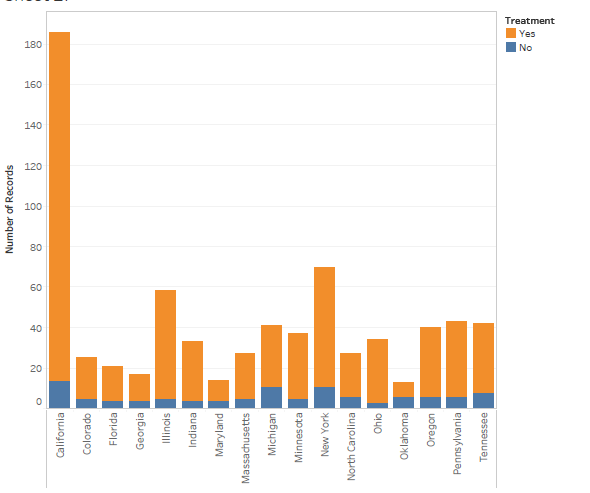 Treatment
Yes
No
Number of Records
180
160
140
120
100
80
60
40
20
0
California
Colorado
Florida
Georgia
Illinois
Indiana
Maryland
Massachusetts
Michigan
Minnesota
New York
North Carolina
Ohio
Oklahoma
Oregon
Pennsylvania
Tennessee